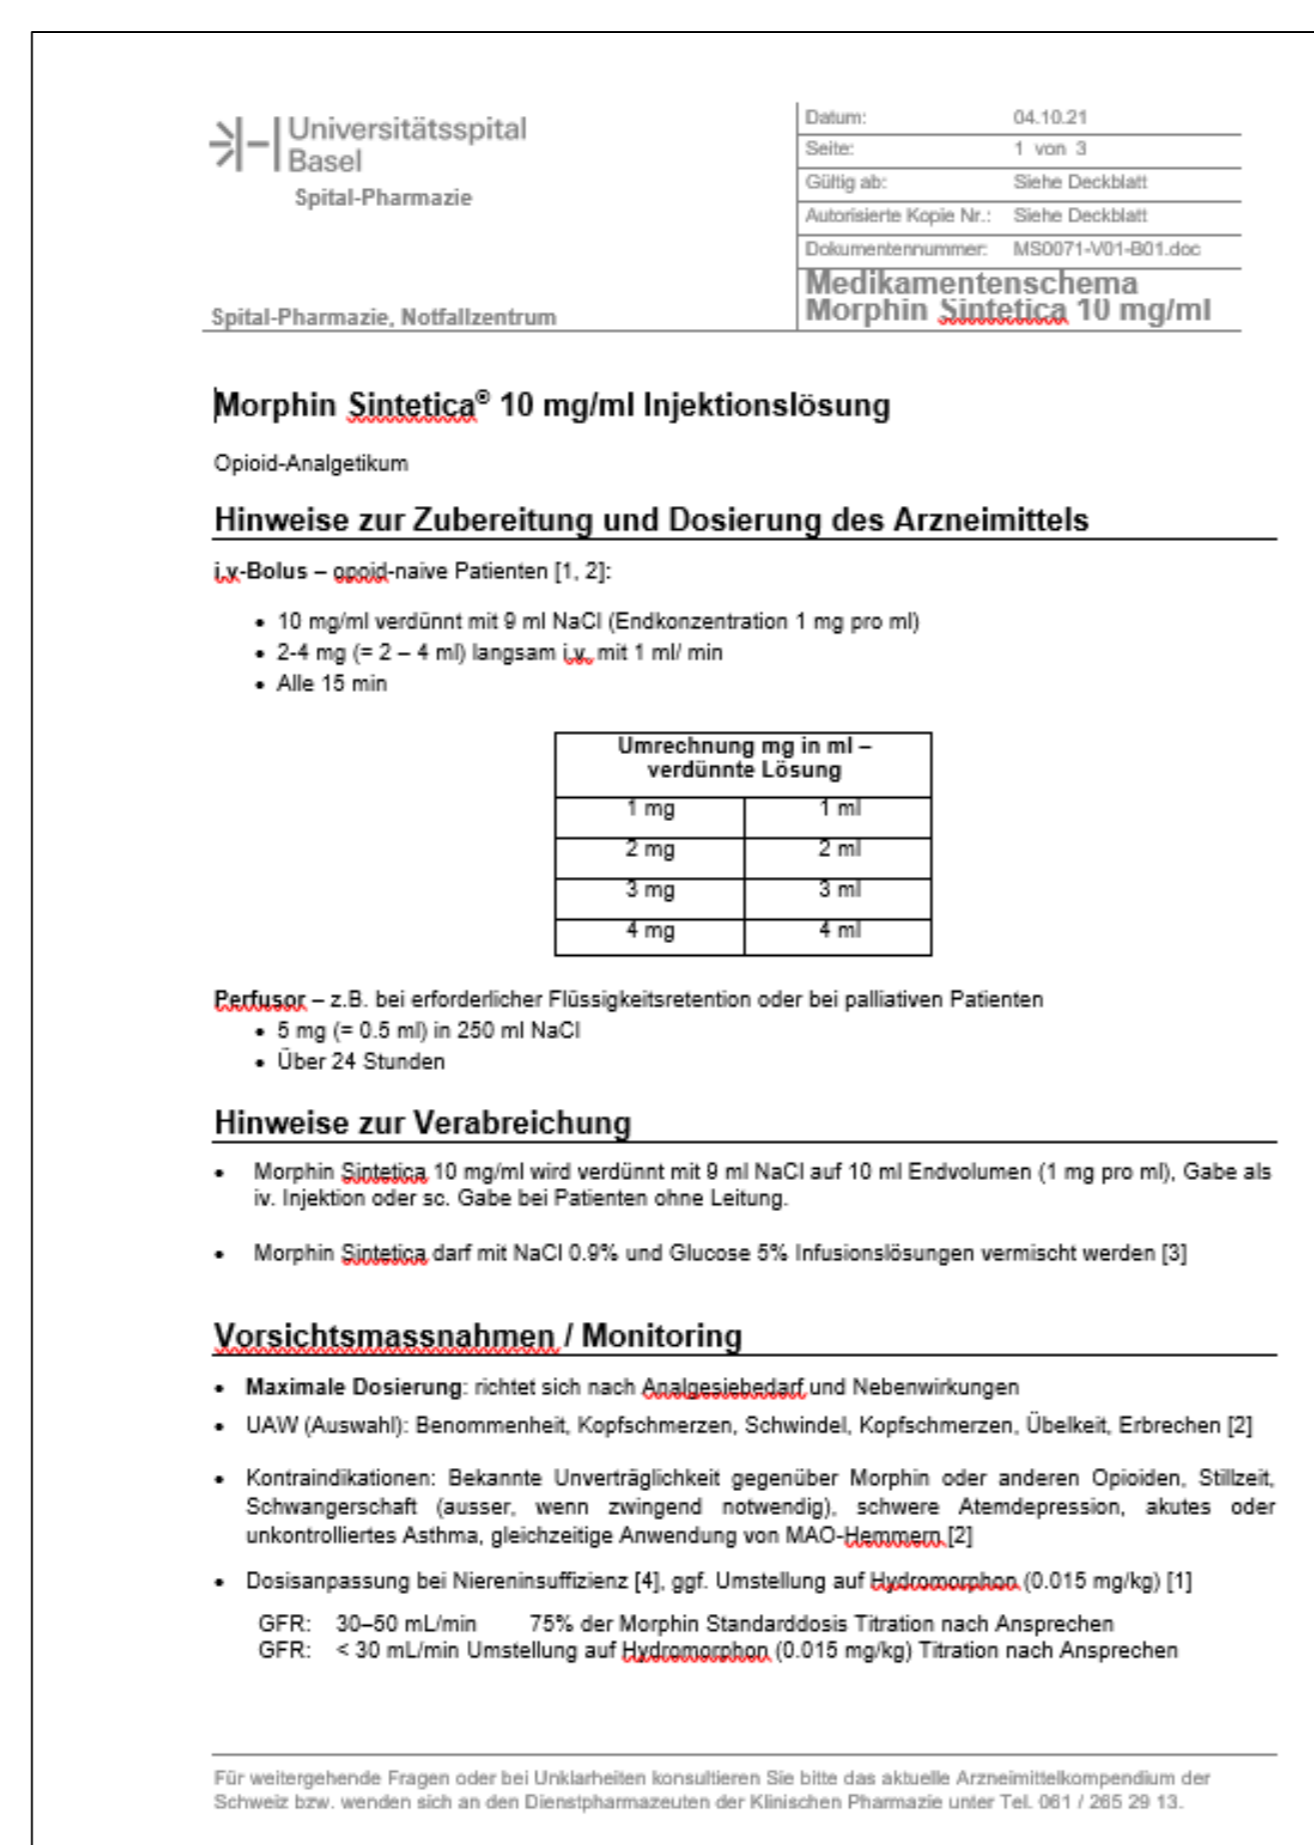 Universitätsspital
Basel
Spital-Pharmazie
Spital-Pharmazie, Notfallzentrum
Datum: 04.10.21
Seite: 1 von 3
Gültig ab: Siehe Deckblatt
Autorisierte Kopie Nr.: Siehe Deckblatt
Dokumentennummer: MS0071-V01-B01.doc
Medikamentenschema
Morphin Sintetica 10 mg/ml
Morphin Sintetica® 10 mg/ml Injektionslösung
Opioid-Analgetikum
Hinweise zur Zubereitung und Dosierung des Arzneimittels
i.v-Bolus – opoid-naive Patienten [1, 2]:
• 10 mg/ml verdünnt mit 9 ml NaCl (Endkonzentration 1 mg pro ml)
• 2-4 mg (= 2 – 4 ml) langsam i.v. mit 1 ml/ min
• Alle 15 min
Umrechnung mg in ml –
verdünnte Lösung
1 mg 1 ml
2 mg 2 ml
3 mg 3 ml
4 mg 4 ml
Perfusor – z.B. bei erforderlicher Flüssigkeitsretention oder bei palliativen Patienten
• 5 mg (= 0.5 ml) in 250 ml NaCl
• Über 24 Stunden
Hinweise zur Verabreichung
• Morphin Sintetica 10 mg/ml wird verdünnt mit 9 ml NaCl auf 10 ml Endvolumen (1 mg pro ml), Gabe als
iv. Injektion oder sc. Gabe bei Patienten ohne Leitung.
• Morphin Sintetica darf mit NaCl 0.9% und Glucose 5% Infusionslösungen vermischt werden [3]
Vorsichtsmassnahmen / Monitoring
• Maximale Dosierung: richtet sich nach Analgesiebedarf und Nebenwirkungen
• UAW (Auswahl): Benommenheit, Kopfschmerzen, Schwindel, Kopfschmerzen, Übelkeit, Erbrechen [2]
• Kontraindikationen: Bekannte Unverträglichkeit gegenüber Morphin oder anderen Opioiden, Stillzeit,
Schwangerschaft (ausser, wenn zwingend notwendig), schwere Atemdepression, akutes oder
unkontrolliertes Asthma, gleichzeitige Anwendung von MAO-Hemmern [2]
• Dosisanpassung bei Niereninsuffizienz [4], ggf. Umstellung auf Hydromorphon (0.015 mg/kg) [1]
GFR: 30–50 mL/min 75% der Morphin Standarddosis Titration nach Ansprechen
GFR: < 30 mL/min Umstellung auf Hydromorphon (0.015 mg/kg) Titration nach Ansprechen
Für weitergehende Fragen oder bei Unklarheiten konsultieren Sie bitte das aktuelle Arzneimittelkompendium der
Schweiz bzw. wenden sich an den Dienstpharmazeuten der Klinischen Pharmazie unter Tel. 061 / 265 29 13.